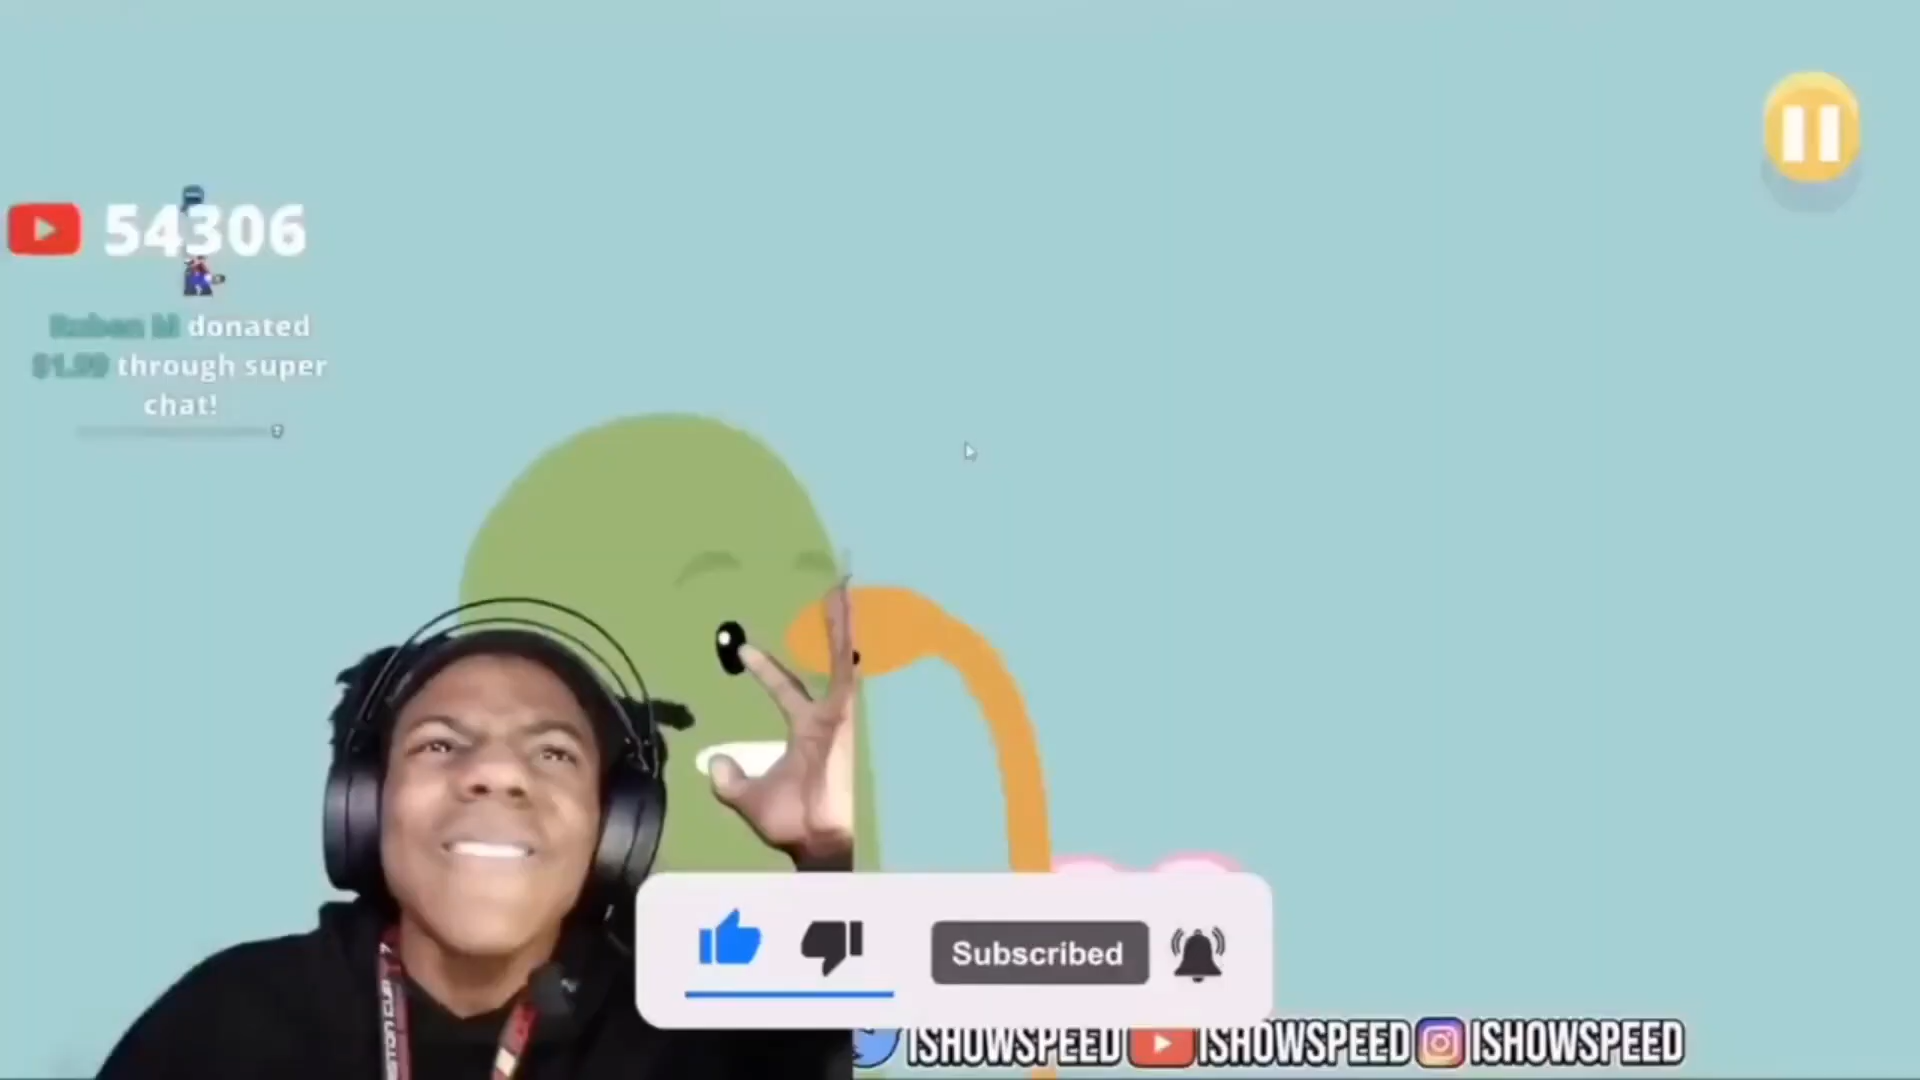 54306
donated
through super
chat!
Subscribed
ISHOWSPEED ISHOWSPEED ISHOWSPEED